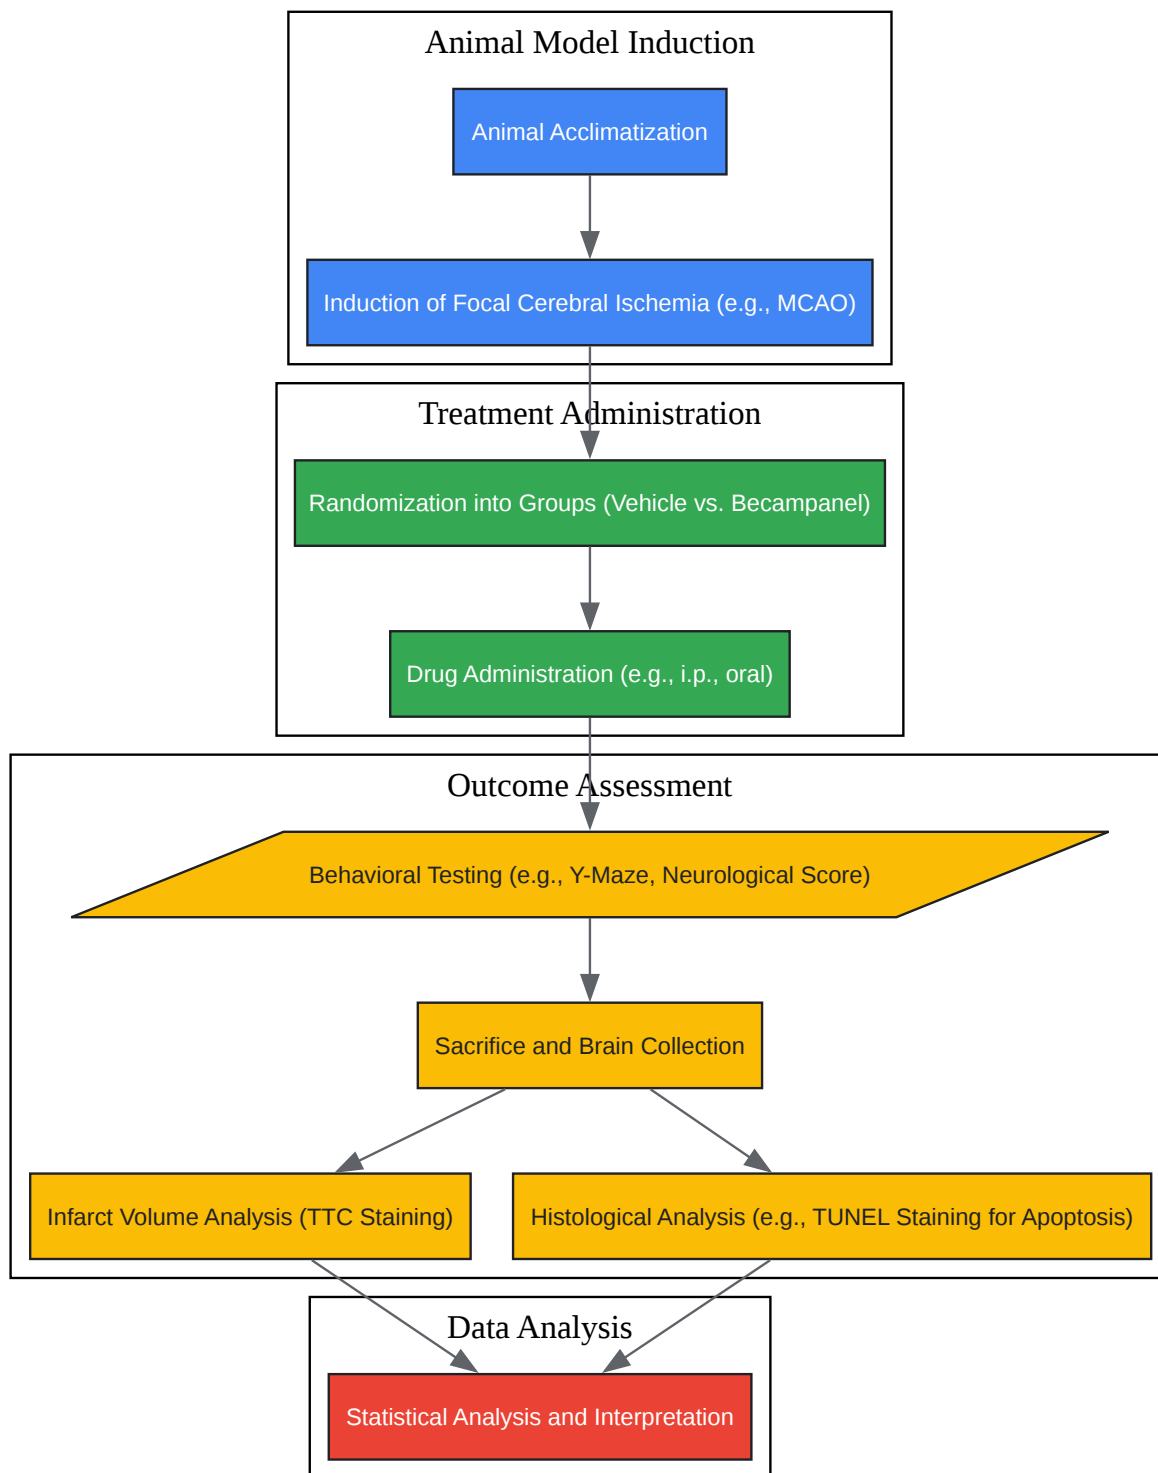 Animal Model Induction
Animal Acclimatization
Induction of Focal Cerebral Ischemia (e.g., MCAO)
Treatment Administration
Randomization into Groups (Vehicle vs. Becampanel)
Drug Administration (e.g., i.p., oral)
Outcome Assessment
Behavioral Testing (e.g., Y-Maze, Neurological Score)
Sacrifice and Brain Collection
Infarct Volume Analysis (TTC Staining)
Histological Analysis (e.g., TUNEL Staining for Apoptosis)
Data Analysis
Statistical Analysis and Interpretation